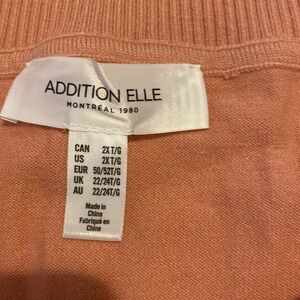 ADDITION ELLE
MONTRÉAL 1980
CAN 2X T/G
US 2X T/G
EUR 50/52T/G
UK 22/24T/G
AU 22/24T/G
Made in
China
Fabriqué en
Chine